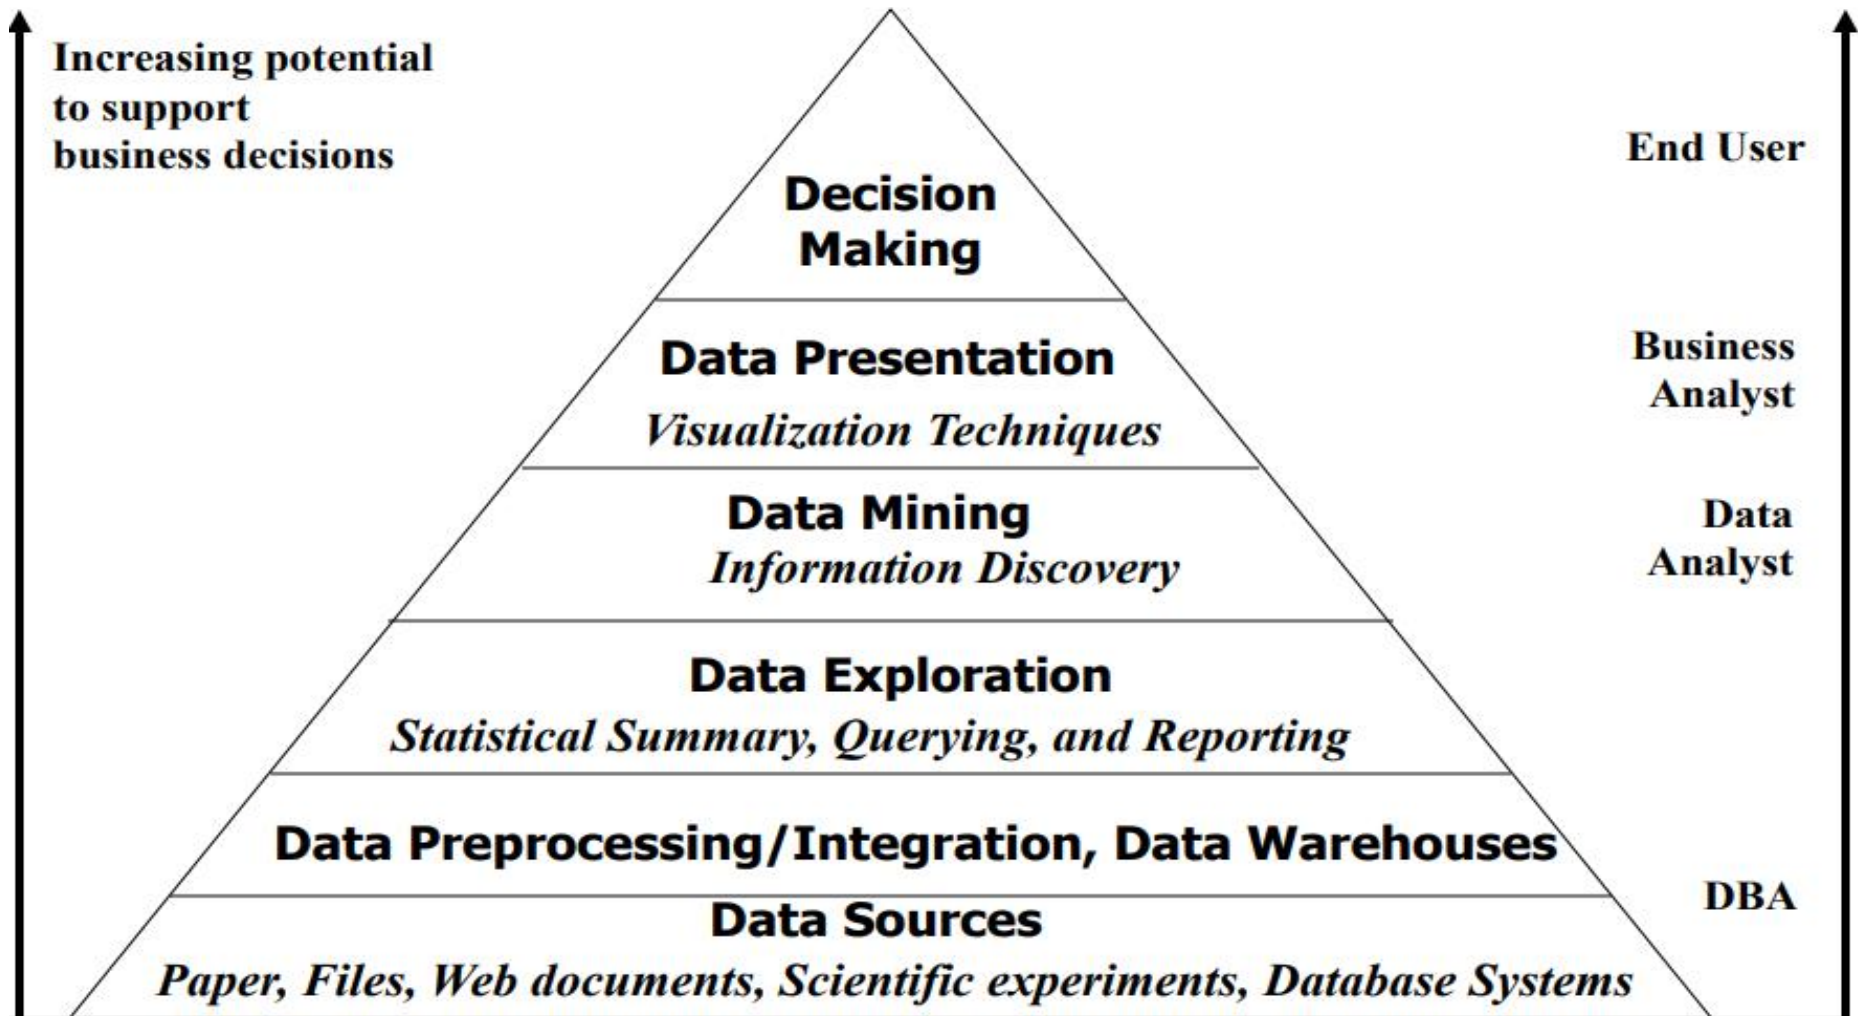 Increasing potential
to support
business decisions
End User
Decision
Making
Business
Analyst
Data Presentation
Visualization Techniques
Data
Analyst
Data Mining
Information Discovery
Data Exploration
Statistical Summary, Querying, and Reporting
Data Preprocessing/Integration, Data Warehouses
DBA
Data Sources
Paper, Files, Web documents, Scientific experiments, Database Systems